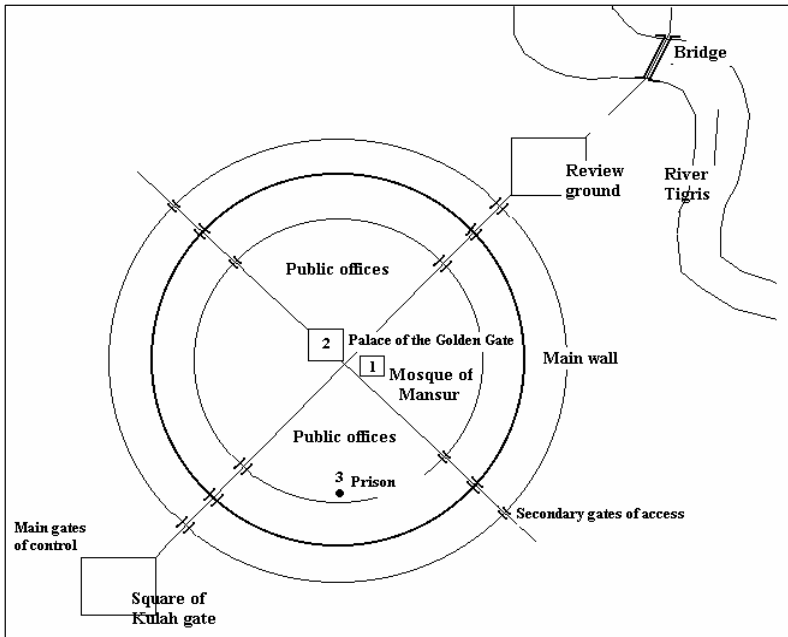 Bridge
Review
ground
River
Tigris
Public offices
2
Palace of the Golden Gate
1
Mosque of
Mansur
Main wall
Public offices
3
Prison
Secondary gates of access
Main gates
of control
Square of
Kulah gate